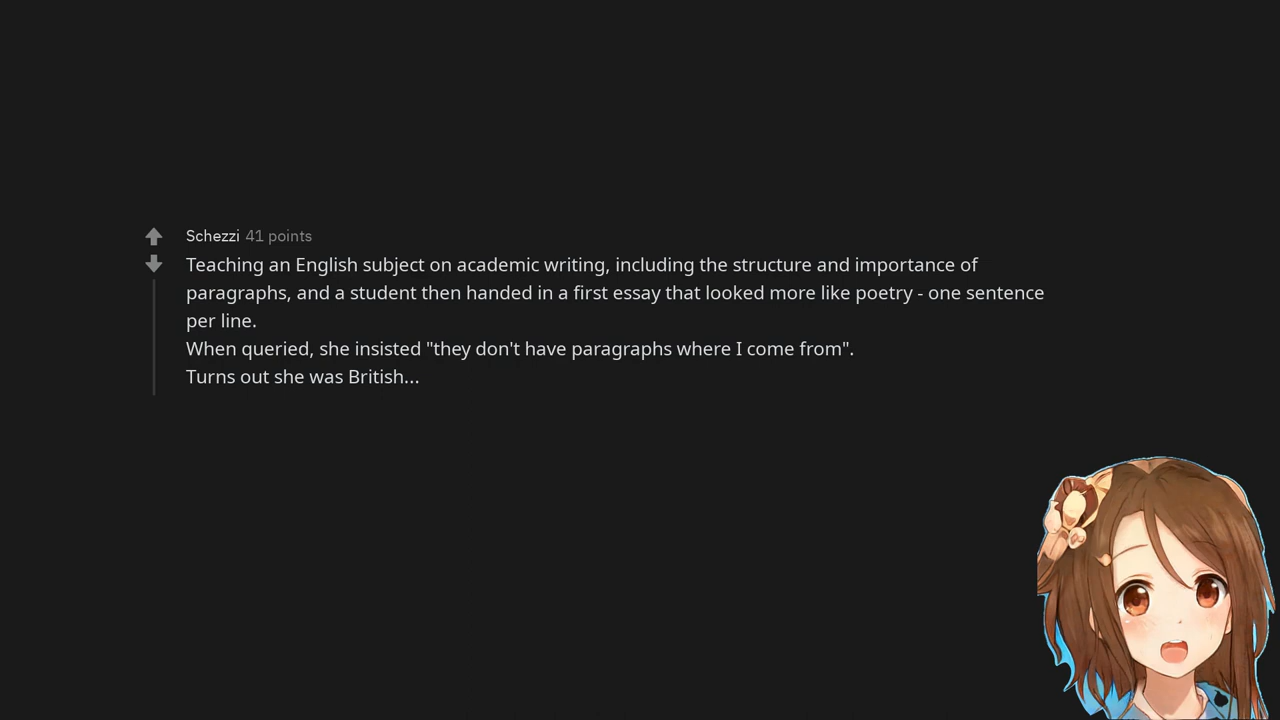 Schezzi 41 points
Teaching an English subject on academic writing, including the structure and importance of
paragraphs, and a student then handed in a first essay that looked more like poetry - one sentence
per line.
When queried, she insisted "they don't have paragraphs where I come from".
Turns out she was British...